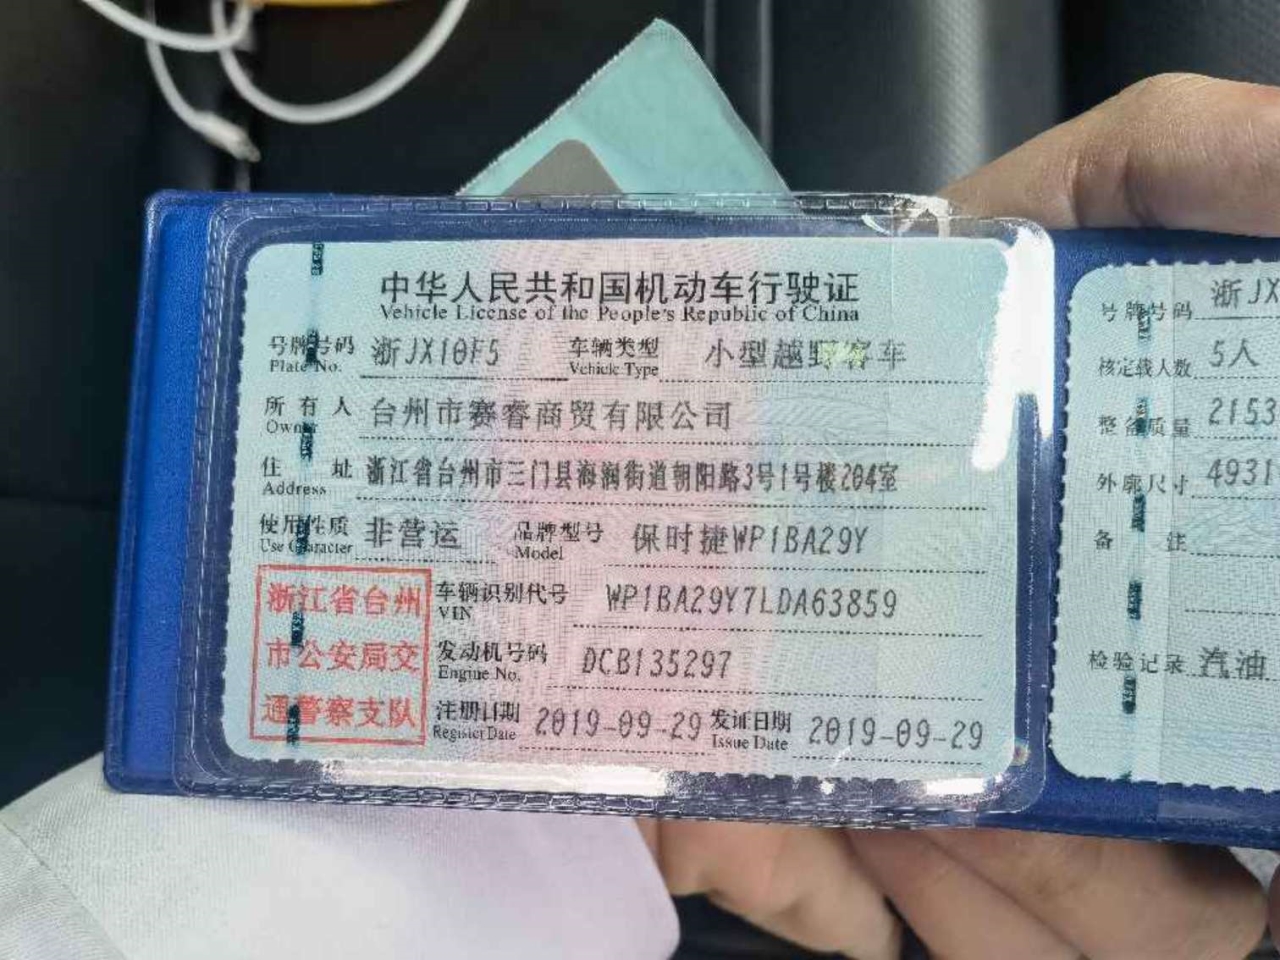 中华人民共和国机动车行驶证
Vehicle License of the People's Republic of China
号牌号码 浙JX10F5 车辆类型 小型越野客车
Plate No. Vehicle Type
所有人 台州市赛睿商贸有限公司
Owner
住址 浙江省台州市三门县海润街道朝阳路3号1号楼204室
Address
使用性质 非营运 品牌型号 保时捷WP1BA29Y
Use Character Model
浙江省台州
市公安局交
通警察支队
车辆识别代号 WP1BA29Y7LDA63859
VIN
发动机号码 DCB135297
Engine No.
注册日期 2019-09-29 发证日期 2019-09-29
Register Date Issue Date
号牌号码 浙JX
核定载人数 5人
整备质量 2153
外廓尺寸 4931
备注
检验记录 汽油